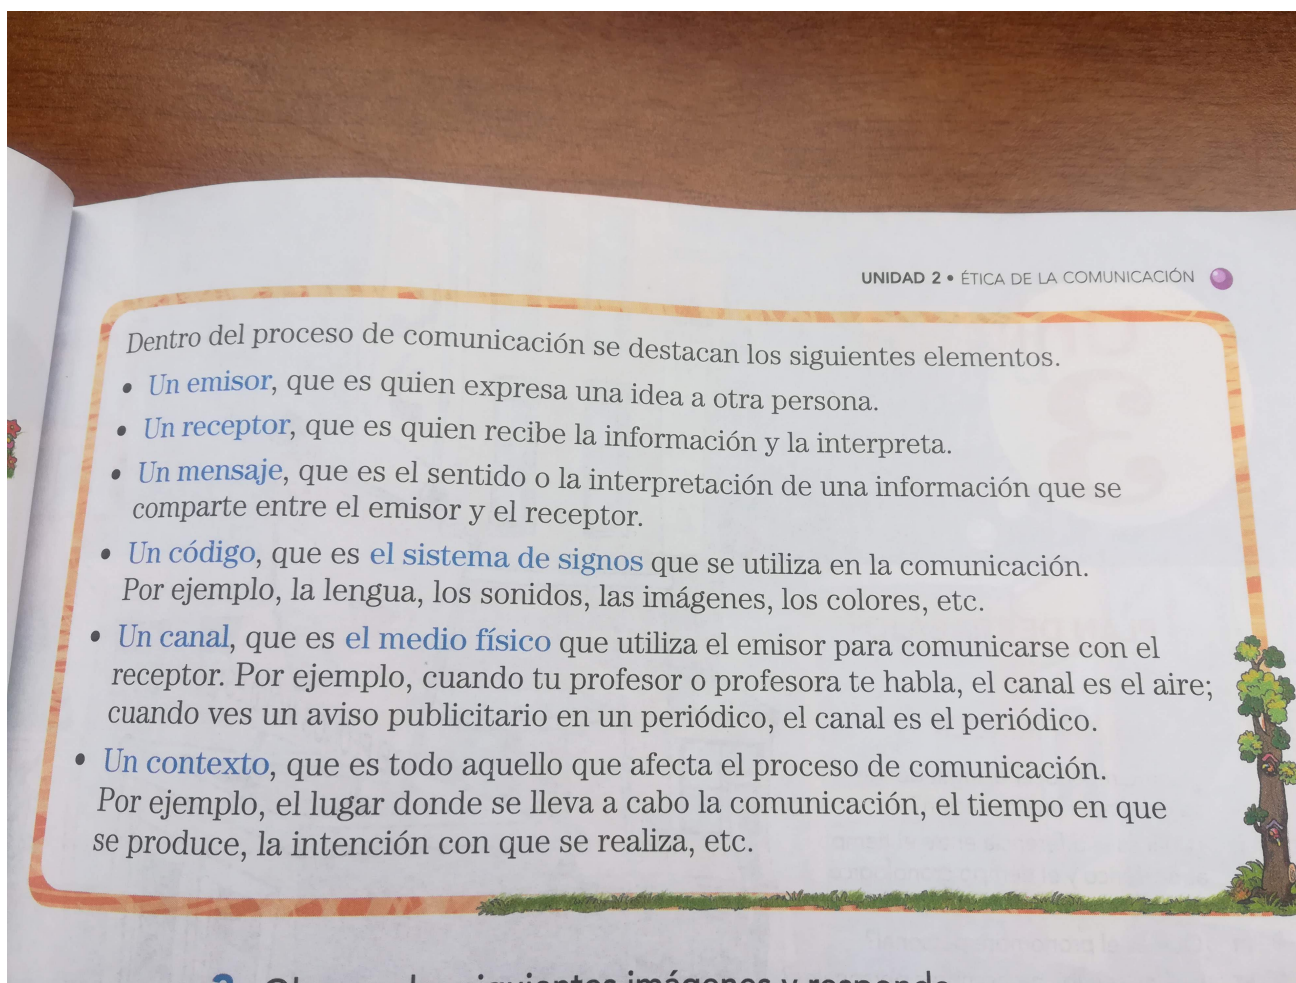 UNIDAD 2 • ÉTICA DE LA COMUNICACIÓN
Dentro del proceso de comunicación se destacan los siguientes elementos.
• Un emisor, que es quien expresa una idea a otra persona.
• Un receptor, que es quien recibe la información y la interpreta.
• Un mensaje, que es el sentido o la interpretación de una información que se
comparte entre el emisor y el receptor.
• Un código, que es el sistema de signos que se utiliza en la comunicación.
Por ejemplo, la lengua, los sonidos, las imágenes, los colores, etc.
• Un canal, que es el medio físico que utiliza el emisor para comunicarse con el
receptor. Por ejemplo, cuando tu profesor o profesora te habla, el canal es el aire;
cuando ves un aviso publicitario en un periódico, el canal es el periódico.
• Un contexto, que es todo aquello que afecta el proceso de comunicación.
Por ejemplo, el lugar donde se lleva a cabo la comunicación, el tiempo en que
se produce, la intención con que se realiza, etc.
siguientes imágenes y responde